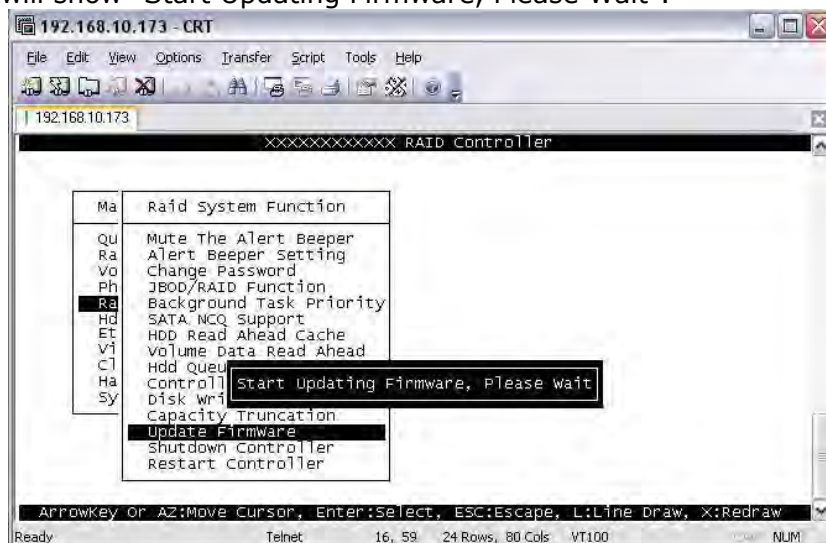 will show "Start Updating Firmware, Please Wait".
192.168.10.173 - CRT
File Edit View Options Transfer Script Tools Help
192.168.10.173
XXXXXXXXXXXX RAID Controller
Ma
Raid System Function
Qu
Mute The Alert Beeper
Ra
Alert Beeper Setting
Vo
Change Password
Ph
JBOD/RAID Function
Ra
Background Task Priority
Hd
SATA NCQ Support
Et
HDD Read Ahead Cache
Vi
Volume Data Read Ahead
Cl
Hdd Queu
Ha
Controll
Start Updating Firmware, Please Wait
Sy
Disk Wri
Capacity Truncation
Update Firmware
Shutdown Controller
Restart Controller
ArrowKey Or AZ:Move Cursor, Enter:Select, ESC:Escape, L:Line Draw, X:Redraw
Ready Telnet 16, 59 24 Rows, 80 Cols VT100 NUM